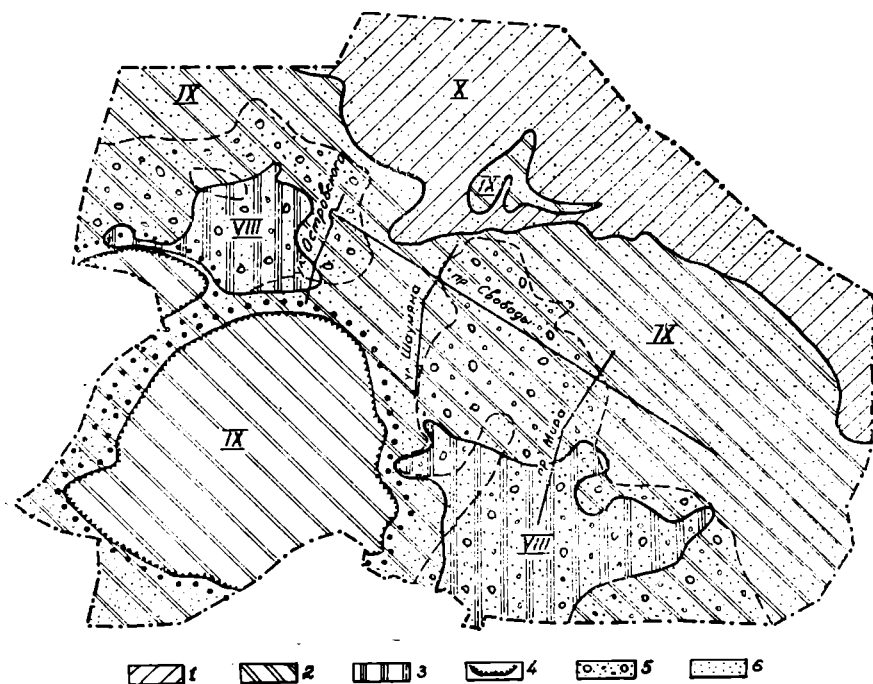 IX
X
IX
VIII
ул. Островского
ул. Шаумяна
пр. Свободы
IX
IX
пр-т Мира
VIII
1
2
3
4
5
6